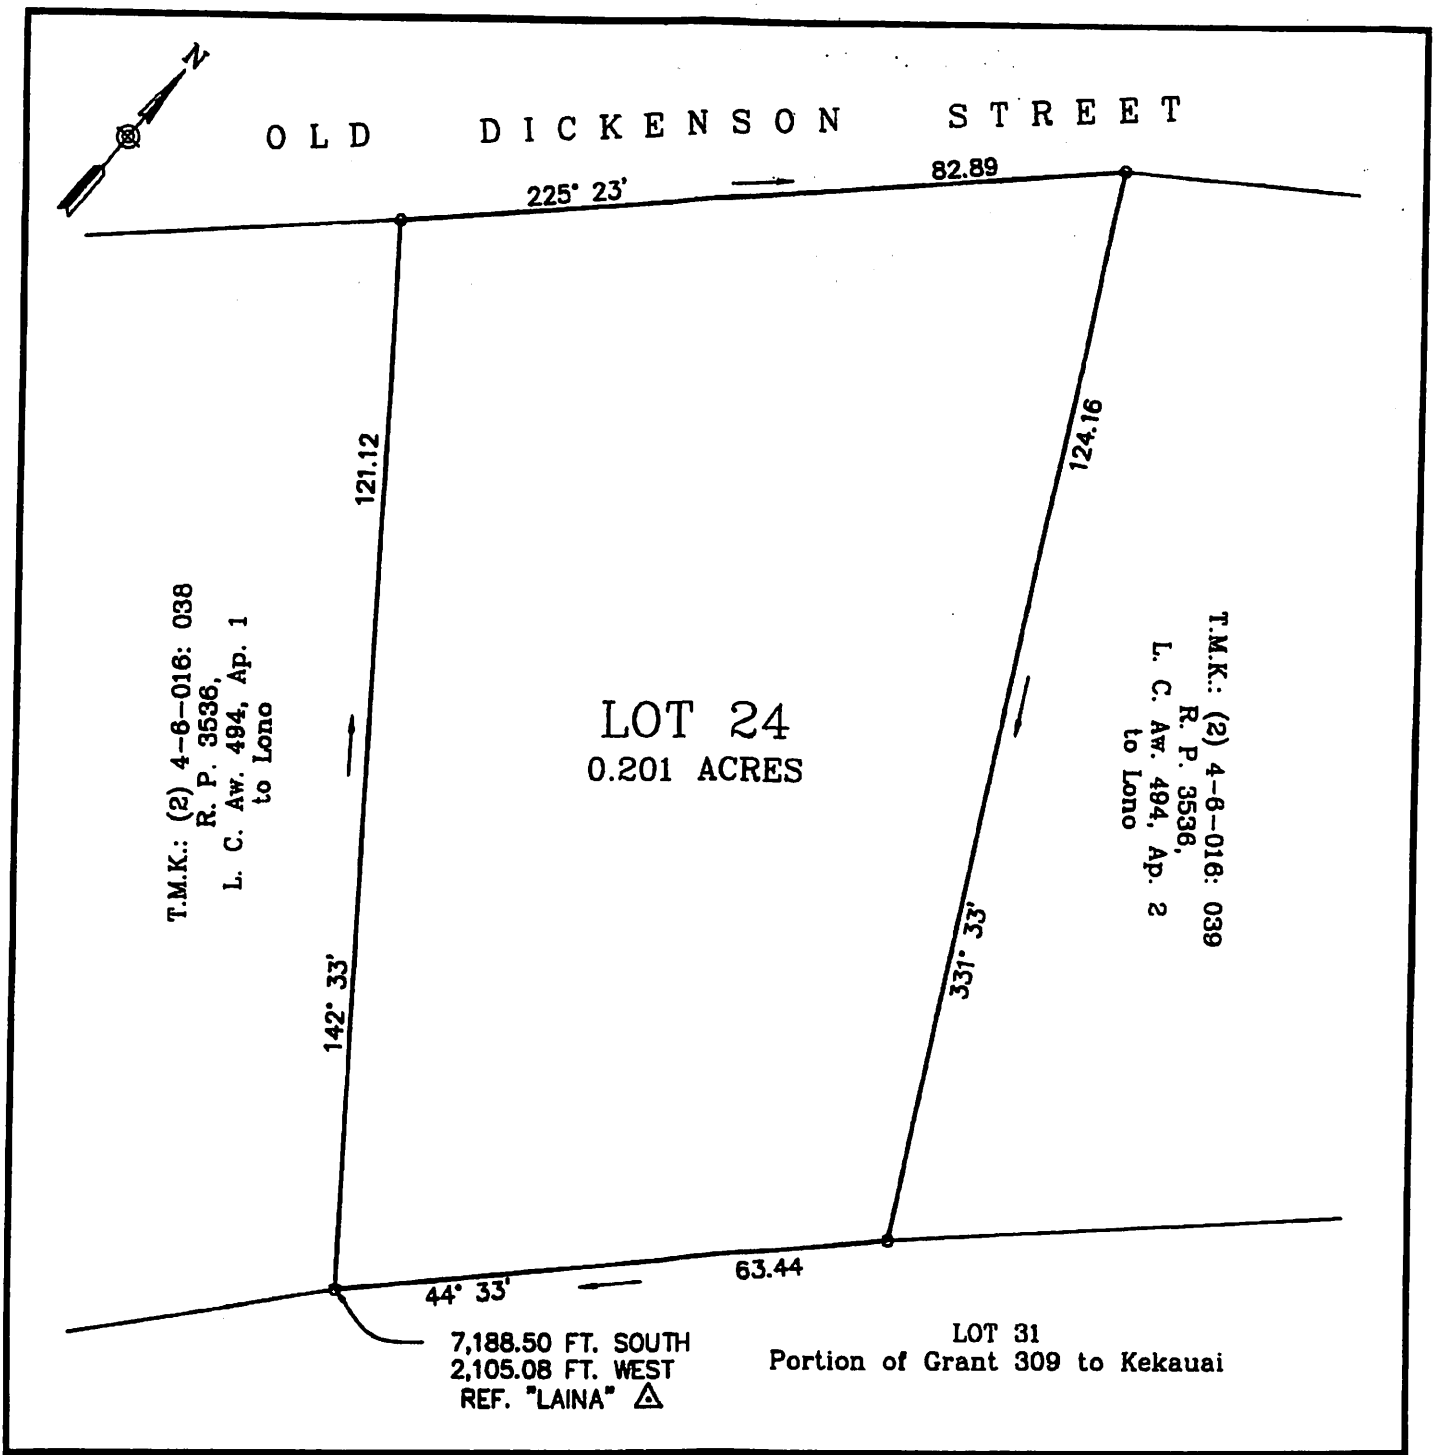 N
OLD DICKENSON STREET
225° 23'
82.89
121.12
142° 33'
124.16
331° 33'
T.M.K.: (2) 4-6-016: 038
R. P. 3536,
L. C. Aw. 494, Ap. 1
to Lono
LOT 24
0.201 ACRES
T.M.K.: (2) 4-6-016: 039
R. P. 3536,
L. C. Aw. 494, Ap. 2
to Lono
44° 33'
63.44
7,188.50 FT. SOUTH
2,105.08 FT. WEST
REF. "LAINA"
LOT 31
Portion of Grant 309 to Kekauai